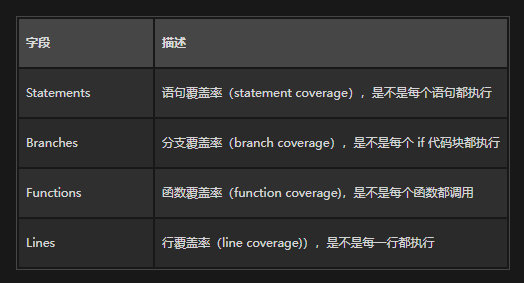 字段 描述
Statements 语句覆盖率（statement coverage），是不是每个语句都执行
Branches 分支覆盖率（branch coverage），是不是每个 if 代码块都执行
Functions 函数覆盖率（function coverage)，是不是每个函数都调用
Lines 行覆盖率（line coverage)），是不是每一行都执行